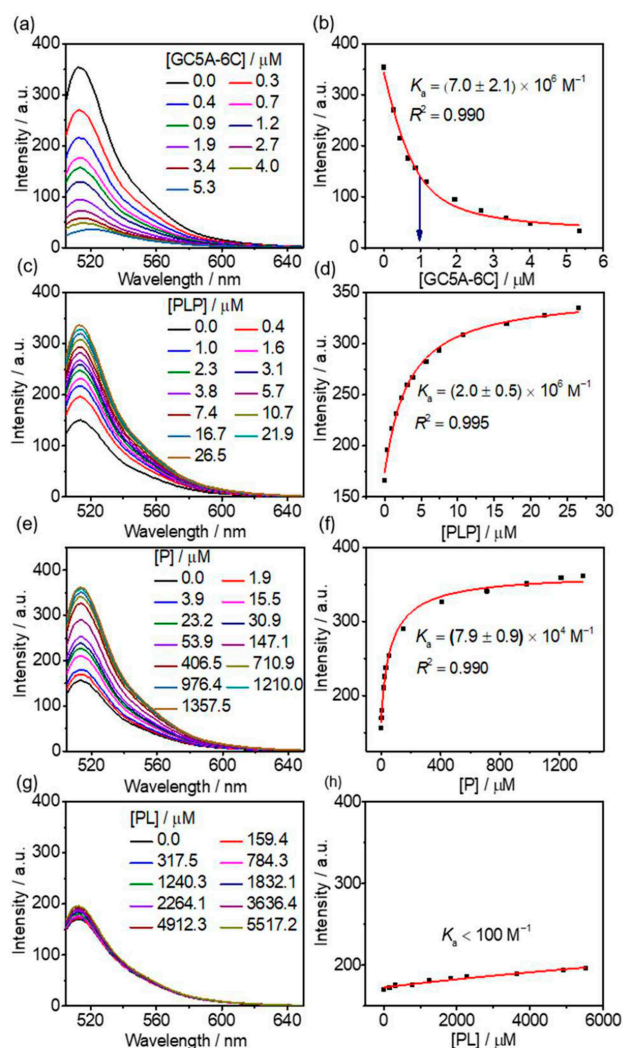 (a)
[GC5A-6C] / μM
0.0 0.3
0.4 0.7
0.9 1.2
1.9 2.7
3.4 4.0
5.3
400
300
200
100
0
Intensity / a.u.
520 560 600 640
Wavelength / nm
(b)
Ka = (7.0 ± 2.1) × 10⁶ M⁻¹
R² = 0.990
400
300
200
100
0
Intensity / a.u.
0 1 2 3 4 5 6
[GC5A-6C] / μM
(c)
[PLP] / μM
0.0 0.4
1.0 1.6
2.3 3.1
3.8 5.7
7.4 10.7
16.7 21.9
26.5
400
300
200
100
0
Intensity / a.u.
520 560 600 640
Wavelength / nm
(d)
Ka = (2.0 ± 0.5) × 10⁶ M⁻¹
R² = 0.995
350
300
250
200
150
Intensity / a.u.
0 5 10 15 20 25 30
[PLP] / μM
(e)
[P] / μM
0.0 1.9
3.9 15.5
23.2 30.9
53.9 147.1
406.5 710.9
976.4 1210.0
1357.5
400
300
200
100
0
Intensity / a.u.
520 560 600 640
Wavelength / nm
(f)
Ka = (7.9 ± 0.9) × 10⁴ M⁻¹
R² = 0.990
400
300
200
Intensity / a.u.
0 400 800 1200
[P] / μM
(g)
[PL] / μM
0.0 159.4
317.5 784.3
1240.3 1832.1
2264.1 3636.4
4912.3 5517.2
400
300
200
100
0
Intensity / a.u.
520 560 600 640
Wavelength / nm
(h)
Ka < 100 M⁻¹
400
300
200
Intensity / a.u.
0 2000 4000 6000
[PL] / μM